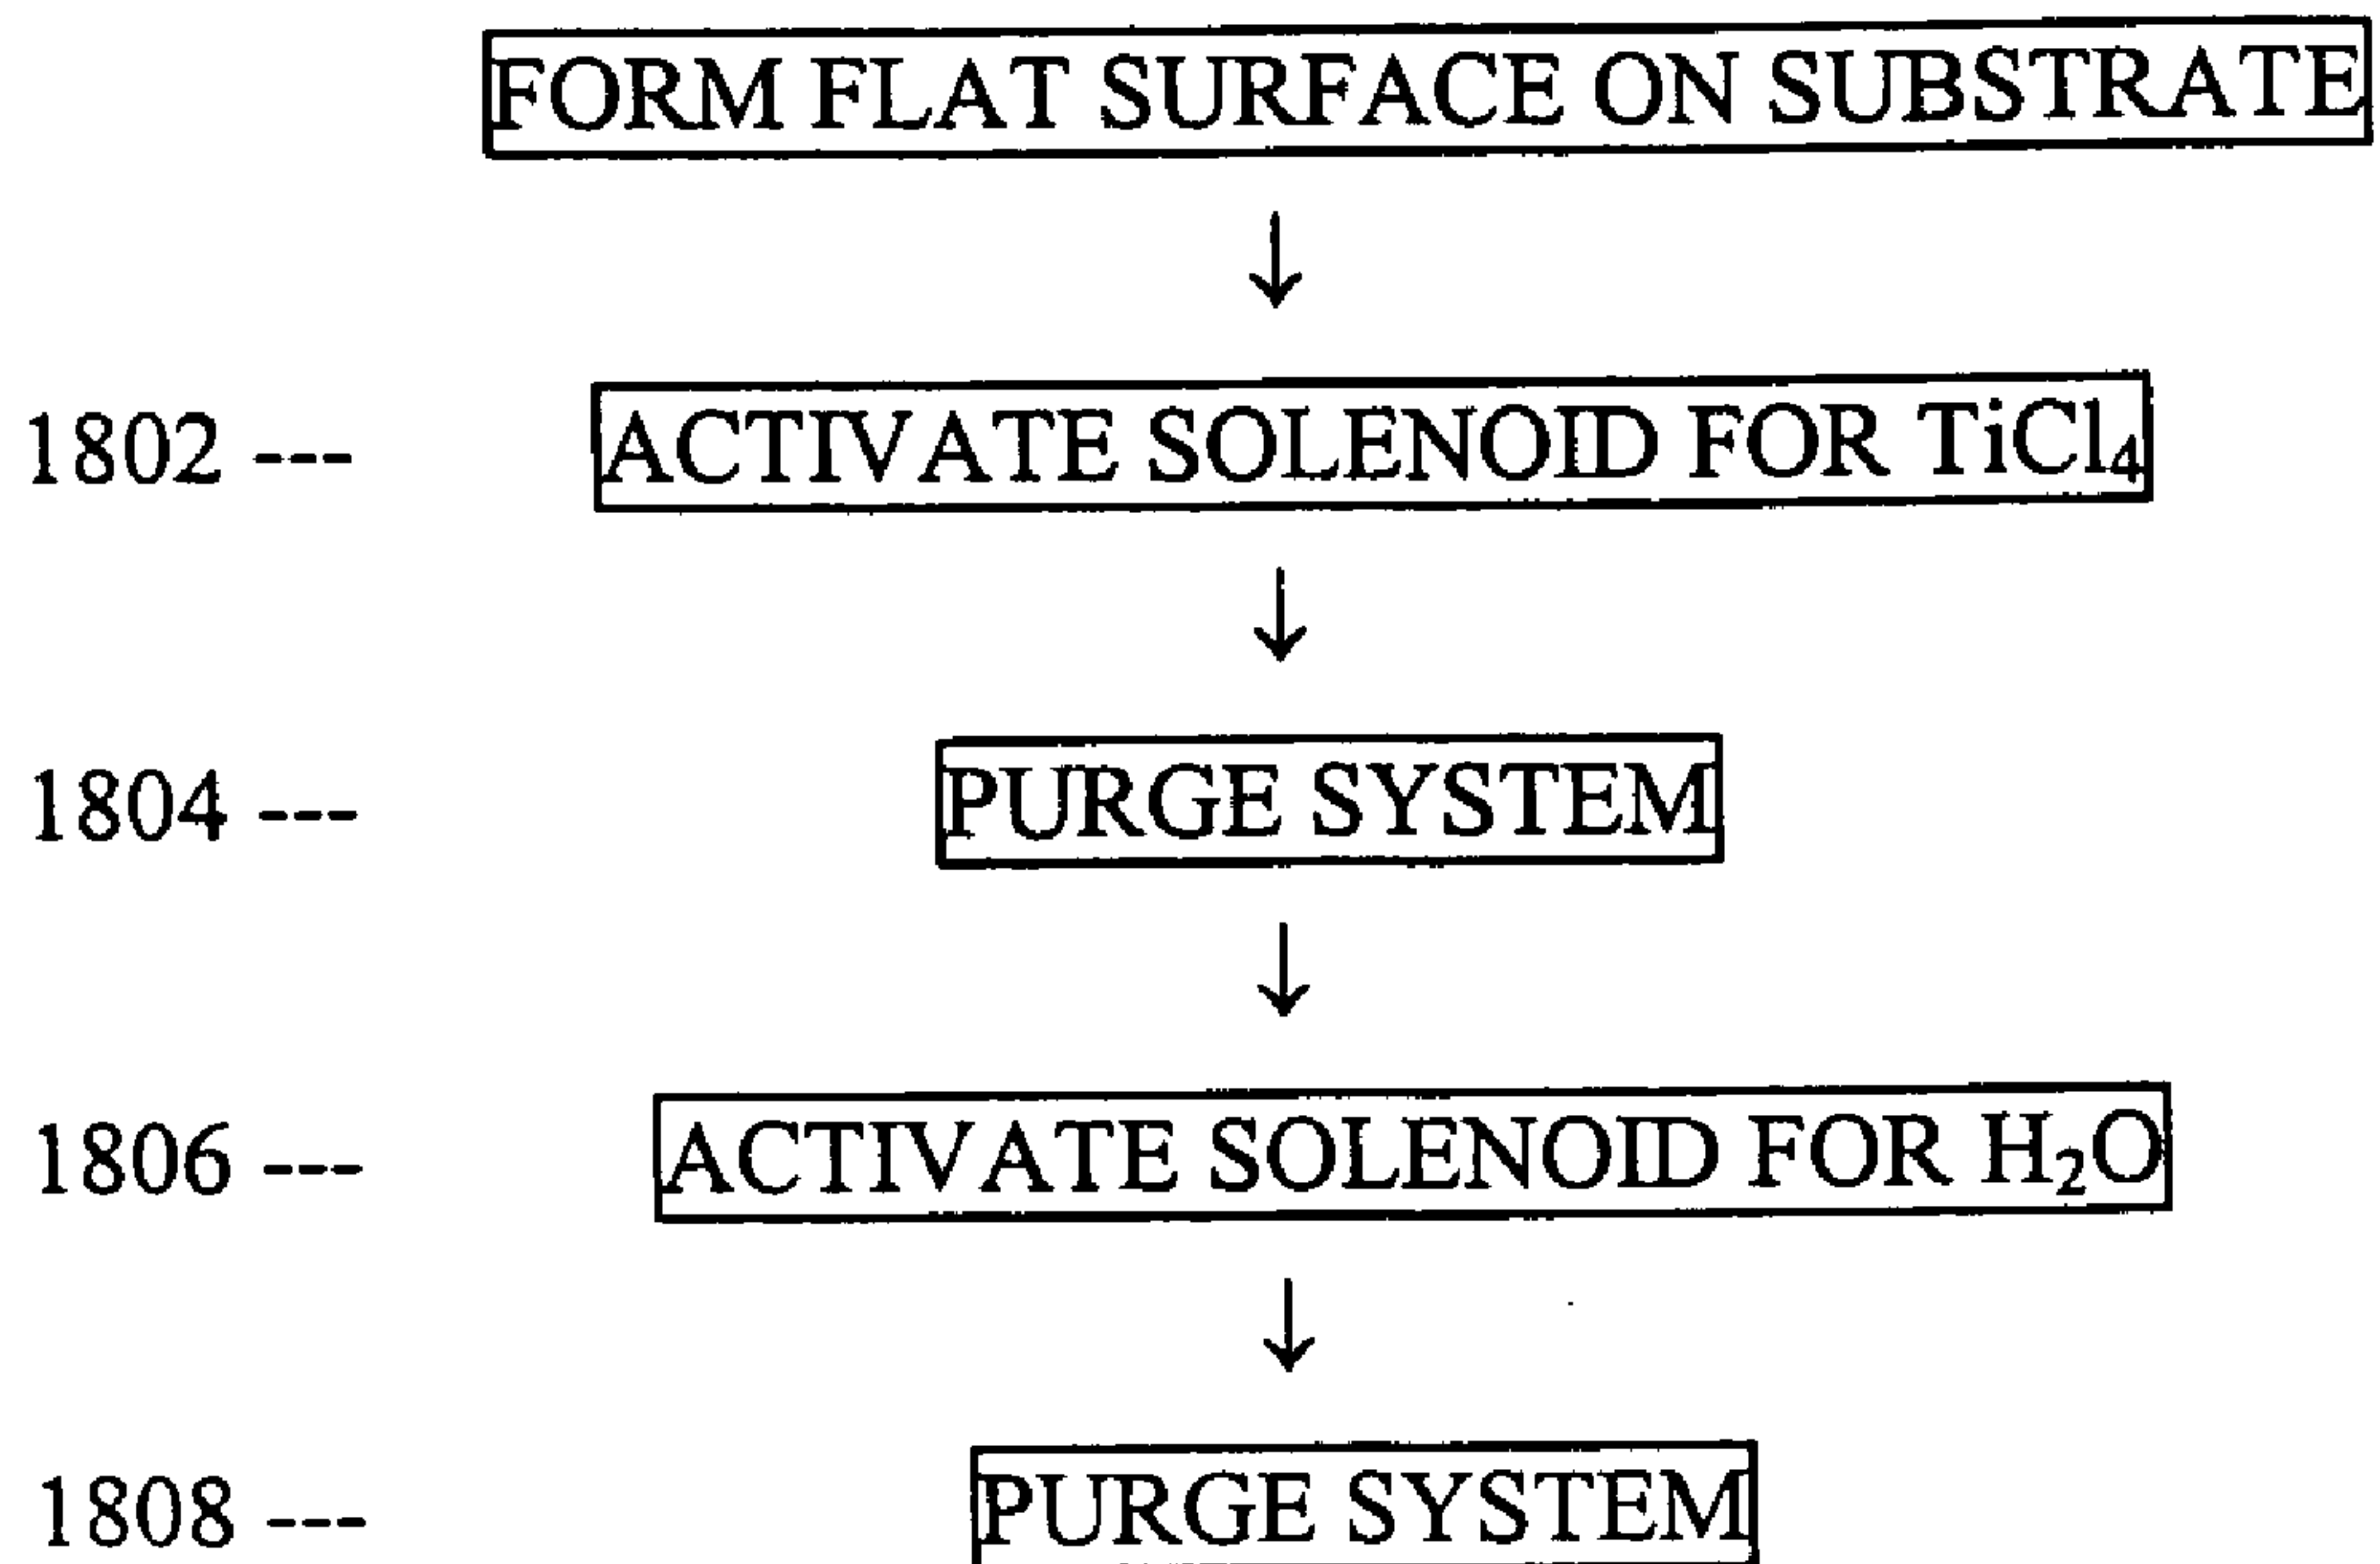 FORM FLAT SURFACE ON SUBSTRATE
1802 --- ACTIVATE SOLENOID FOR TiCl₄
1804 --- PURGE SYSTEM
1806 --- ACTIVATE SOLENOID FOR H₂O
1808 --- PURGE SYSTEM